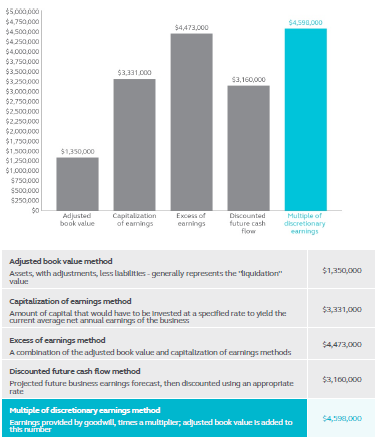 $5,000,000
$4,750,000
$4,500,000
$4,250,000
$4,000,000
$3,750,000
$3,500,000
$3,250,000
$3,000,000
$2,750,000
$2,500,000
$2,250,000
$2,000,000
$1,750,000
$1,500,000
$1,250,000
$1,000,000
$750,000
$500,000
$250,000
$0
$1,350,000
$3,331,000
$4,473,000
$3,160,000
$4,598,000
Adjusted
book value
Capitalization
of earnings
Excess of
earnings
Discounted
future cash
flow
Multiple of
discretionary
earnings
Adjusted book value method
Assets, with adjustments, less liabilities - generally represents the "liquidation"
value
$1,350,000
Capitalization of earnings method
Amount of capital that would have to be invested at a specified rate to yield the
current average net annual earnings of the business
$3,331,000
Excess of earnings method
A combination of the adjusted book value and capitalization of earnings methods
$4,473,000
Discounted future cash flow method
Projected future business earnings forecast, then discounted using an appropriate
rate
$3,160,000
Multiple of discretionary earnings method
Earnings provided by goodwill, times a multiplier; adjusted book value is added to
this number
$4,598,000